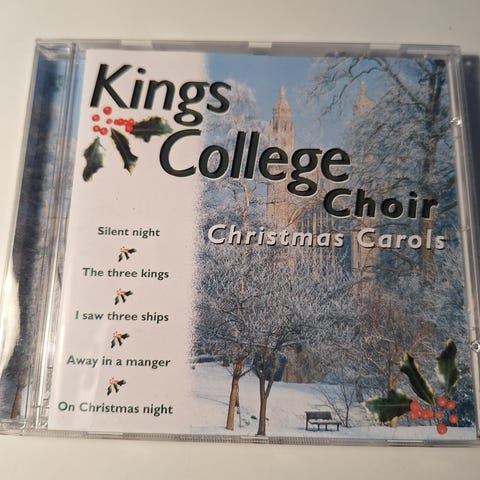 Kings
College
Choir
Christmas Carols
Silent night
The three kings
I saw three ships
Away in a manger
On Christmas night